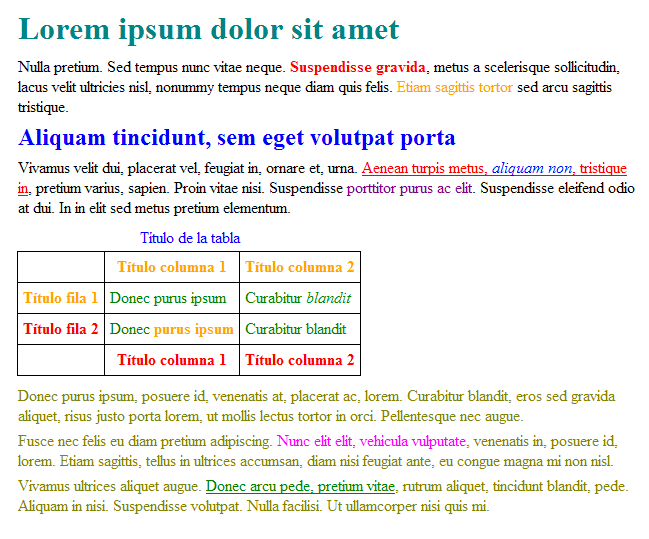 Lorem ipsum dolor sit amet
Nulla pretium. Sed tempus nunc vitae neque. Suspendisse gravida, metus a scelerisque sollicitudin,
lacus velit ultricies nisl, nonummy tempus neque diam quis felis. Etiam sagittis tortor sed arcu sagittis
tristique.
Aliquam tincidunt, sem eget volutpat porta
Vivamus velit dui, placerat vel, feugiat in, ornare et, urna. Aenean turpis metus, aliquam non, tristique
in, pretium varius, sapien. Proin vitae nisi. Suspendisse porttitor purus ac elit. Suspendisse eleifend odio
at dui. In in elit sed metus pretium elementum.
Título de la tabla
Título columna 1 Título columna 2
Título fila 1 Donec purus ipsum Curabitur blandit
Título fila 2 Donec purus ipsum Curabitur blandit
Título columna 1 Título columna 2
Donec purus ipsum, posuere id, venenatis at, placerat ac, lorem. Curabitur blandit, eros sed gravida
aliquet, risus justo porta lorem, ut mollis lectus tortor in orci. Pellentesque nec augue.
Fusce nec felis eu diam pretium adipiscing. Nunc elit elit, vehicula vulputate, venenatis in, posuere id,
lorem. Etiam sagittis, tellus in ultrices accumsan, diam nisi feugiat ante, eu congue magna mi non nisl.
Vivamus ultrices aliquet augue. Donec arcu pede, pretium vitae, rutrum aliquet, tincidunt blandit, pede.
Aliquam in nisi. Suspendisse volutpat. Nulla facilisi. Ut ullamcorper nisi quis mi.